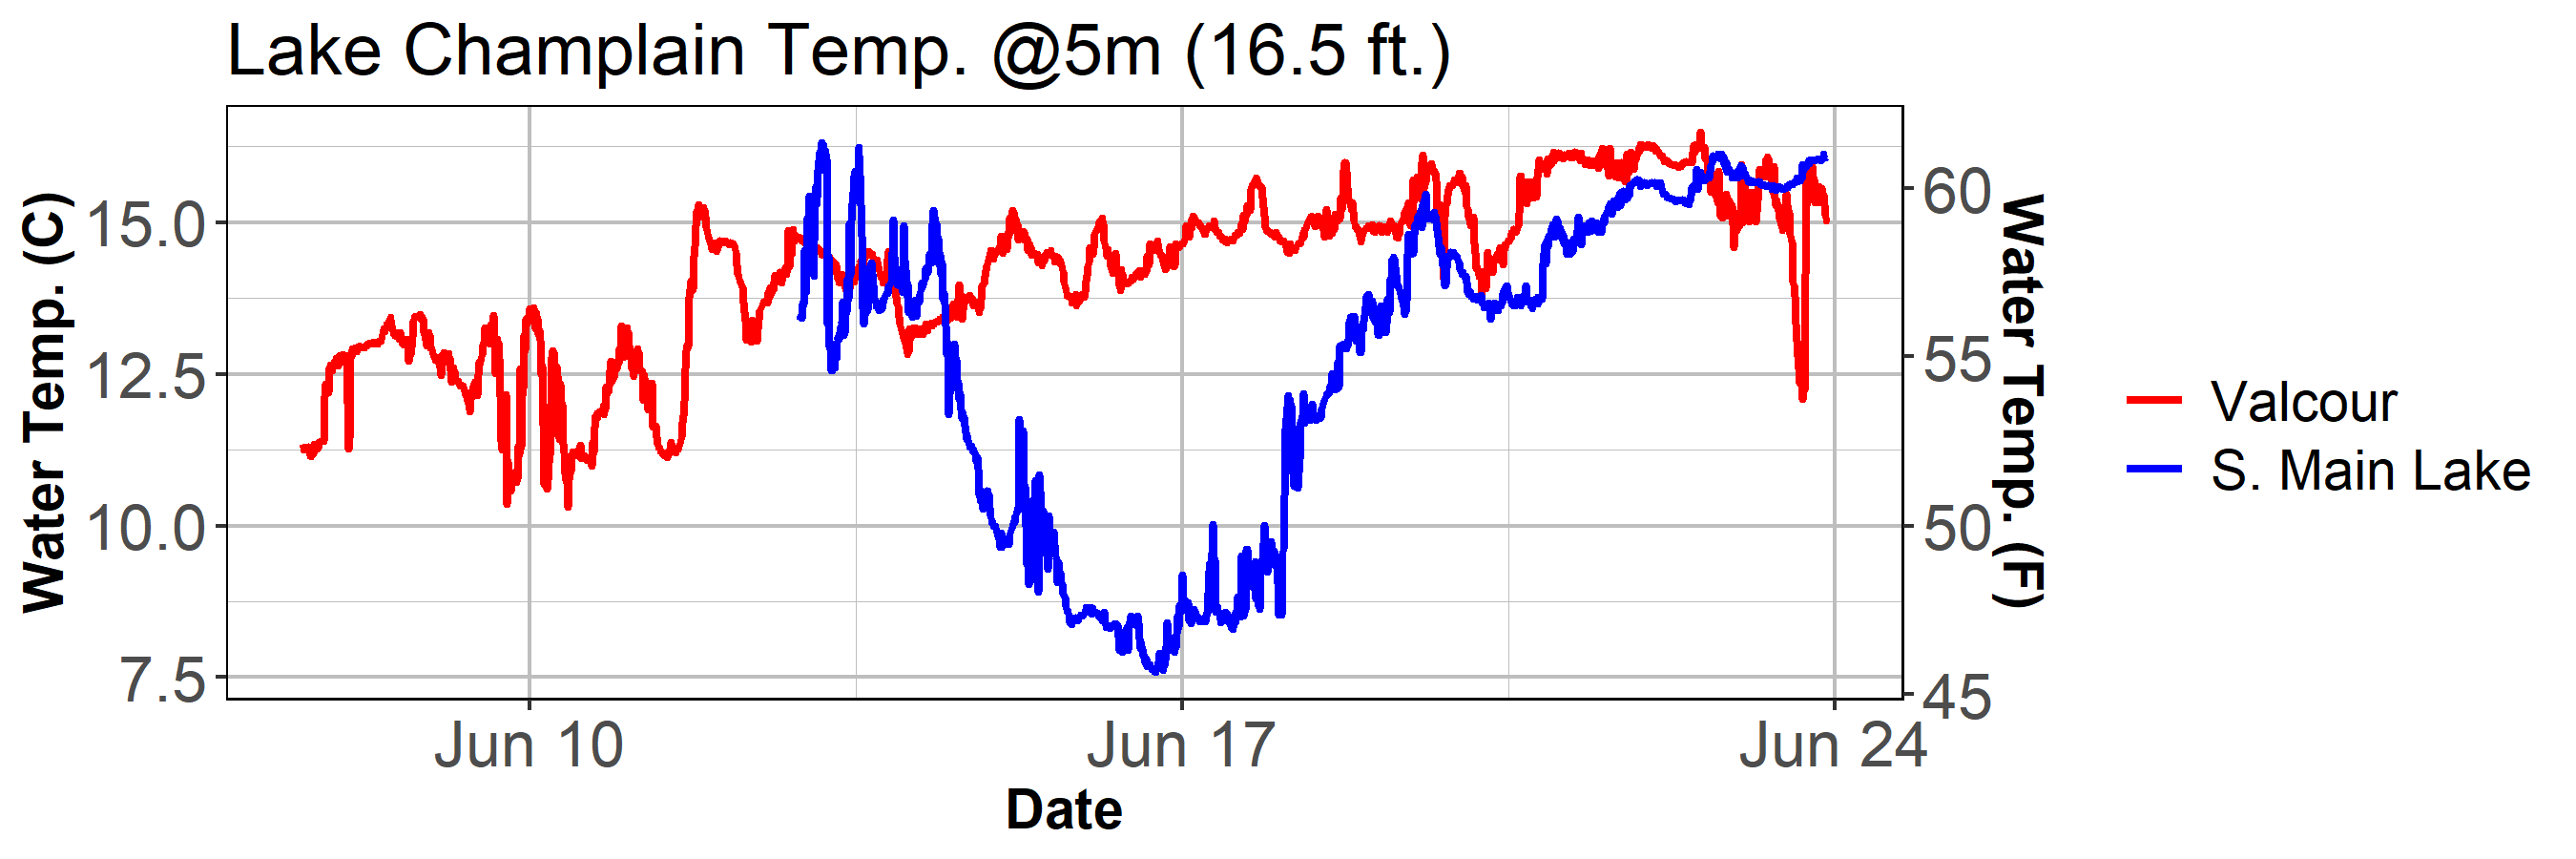 Lake Champlain Temp. @5m (16.5 ft.)
Water Temp. (C)
15.0
12.5
10.0
7.5
60
55
50
45
Water Temp. (F)
Jun 10
Jun 17
Jun 24
Date
Valcour
S. Main Lake